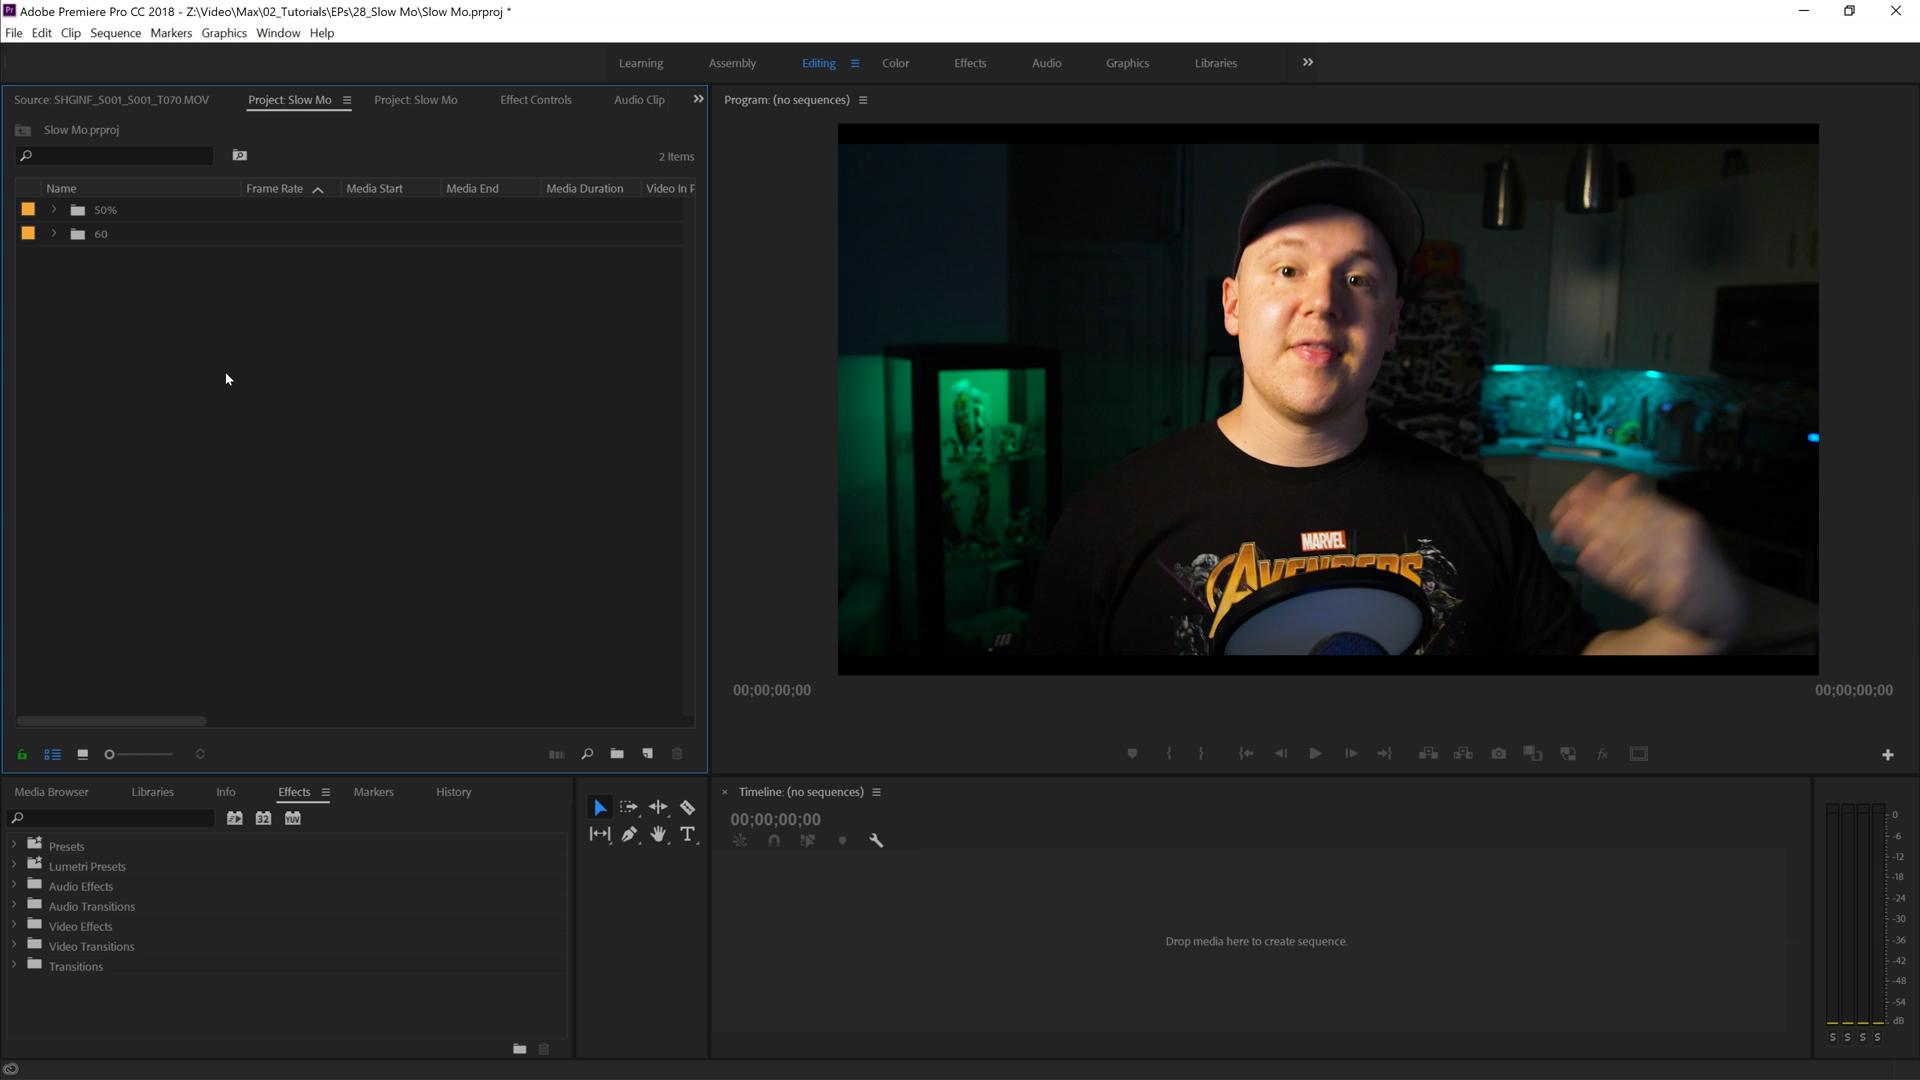 Pr Adobe Premiere Pro CC 2018 - Z:\Video\Max\02_Tutorials\EPs\28_Slow Mo\Slow Mo.prproj *
File Edit Clip Sequence Markers Graphics Window Help
Learning Assembly Editing Color Effects Audio Graphics Libraries
Source: SHGINF_S001_S001_T070.MOV Project: Slow Mo Project: Slow Mo Effect Controls Audio Clip
Program: (no sequences)
Slow Mo.prproj
2 Items
Name Frame Rate Media Start Media End Media Duration Video In P
50%
60
MARVEL
AVENGERS
00;00;00;00 00;00;00;00
Media Browser Libraries Info Effects Markers History
Timeline: (no sequences)
32 YUV
00;00;00;00
Presets
Lumetri Presets
Audio Effects
Audio Transitions
Video Effects
Video Transitions
Transitions
Drop media here to create sequence.
0
-6
-12
-18
-24
-30
-36
-42
-48
-54
dB
S S S S